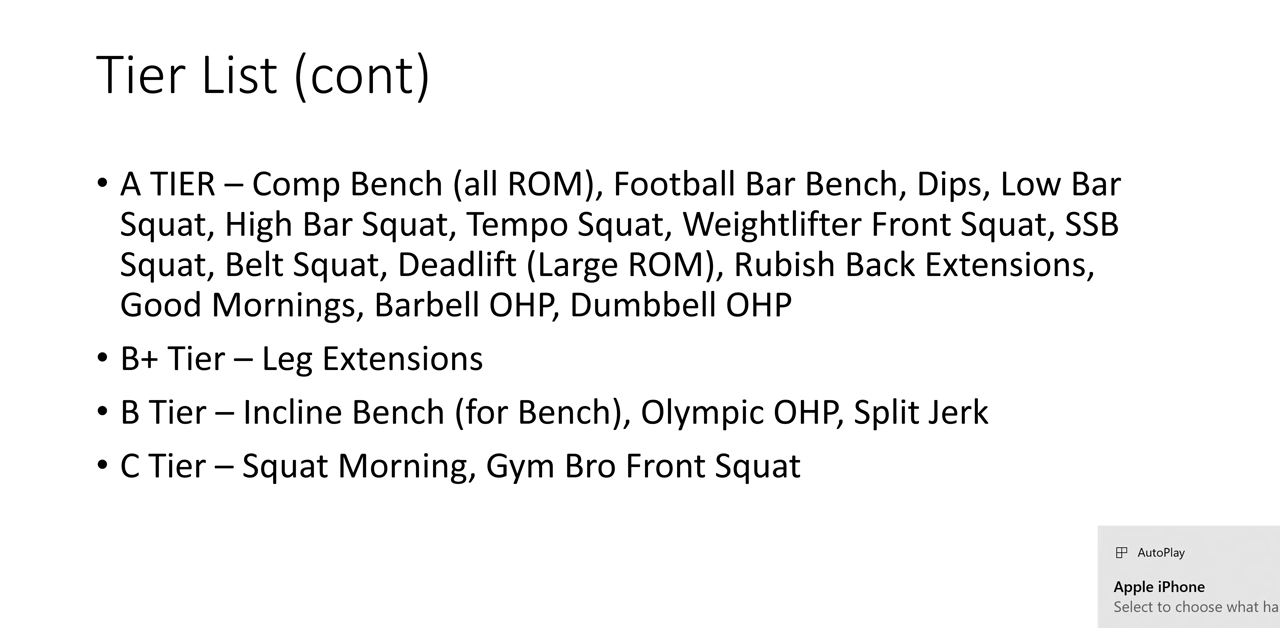 Tier List (cont)
• A TIER – Comp Bench (all ROM), Football Bar Bench, Dips, Low Bar
Squat, High Bar Squat, Tempo Squat, Weightlifter Front Squat, SSB
Squat, Belt Squat, Deadlift (Large ROM), Rubish Back Extensions,
Good Mornings, Barbell OHP, Dumbbell OHP
• B+ Tier – Leg Extensions
• B Tier – Incline Bench (for Bench), Olympic OHP, Split Jerk
• C Tier – Squat Morning, Gym Bro Front Squat
AutoPlay
Apple iPhone
Select to choose what ha